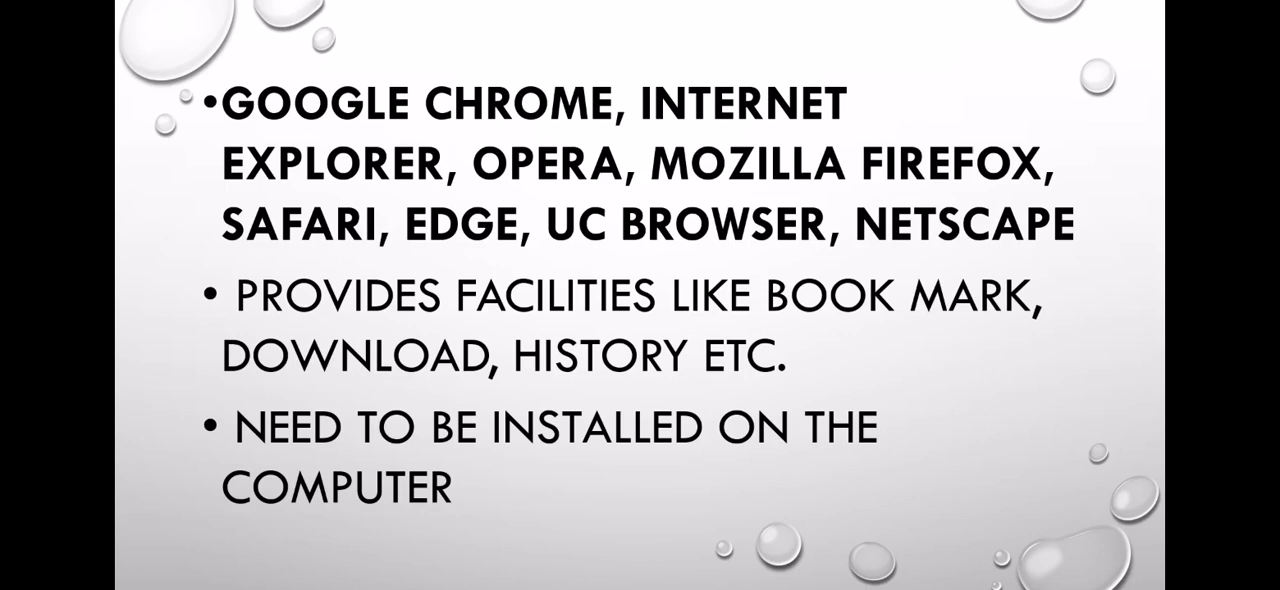 •GOOGLE CHROME, INTERNET
EXPLORER, OPERA, MOZILLA FIREFOX,
SAFARI, EDGE, UC BROWSER, NETSCAPE
• PROVIDES FACILITIES LIKE BOOK MARK,
DOWNLOAD, HISTORY ETC.
• NEED TO BE INSTALLED ON THE
COMPUTER